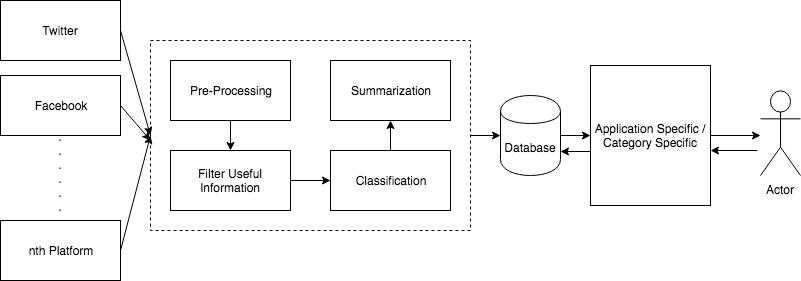 Twitter
Facebook
nth Platform
Pre-Processing
Filter Useful
Information
Summarization
Classification
Database
Application Specific /
Category Specific
Actor